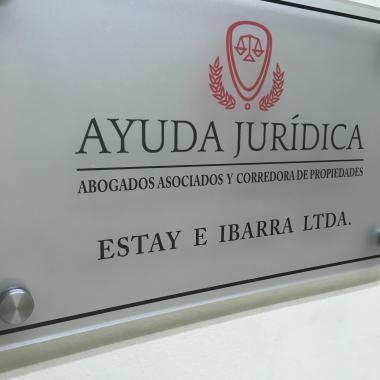 AYUDA JURÍDICA
ABOGADOS ASOCIADOS Y CORREDORA DE PROPIEDADES
ESTAY E IBARRA LTDA.